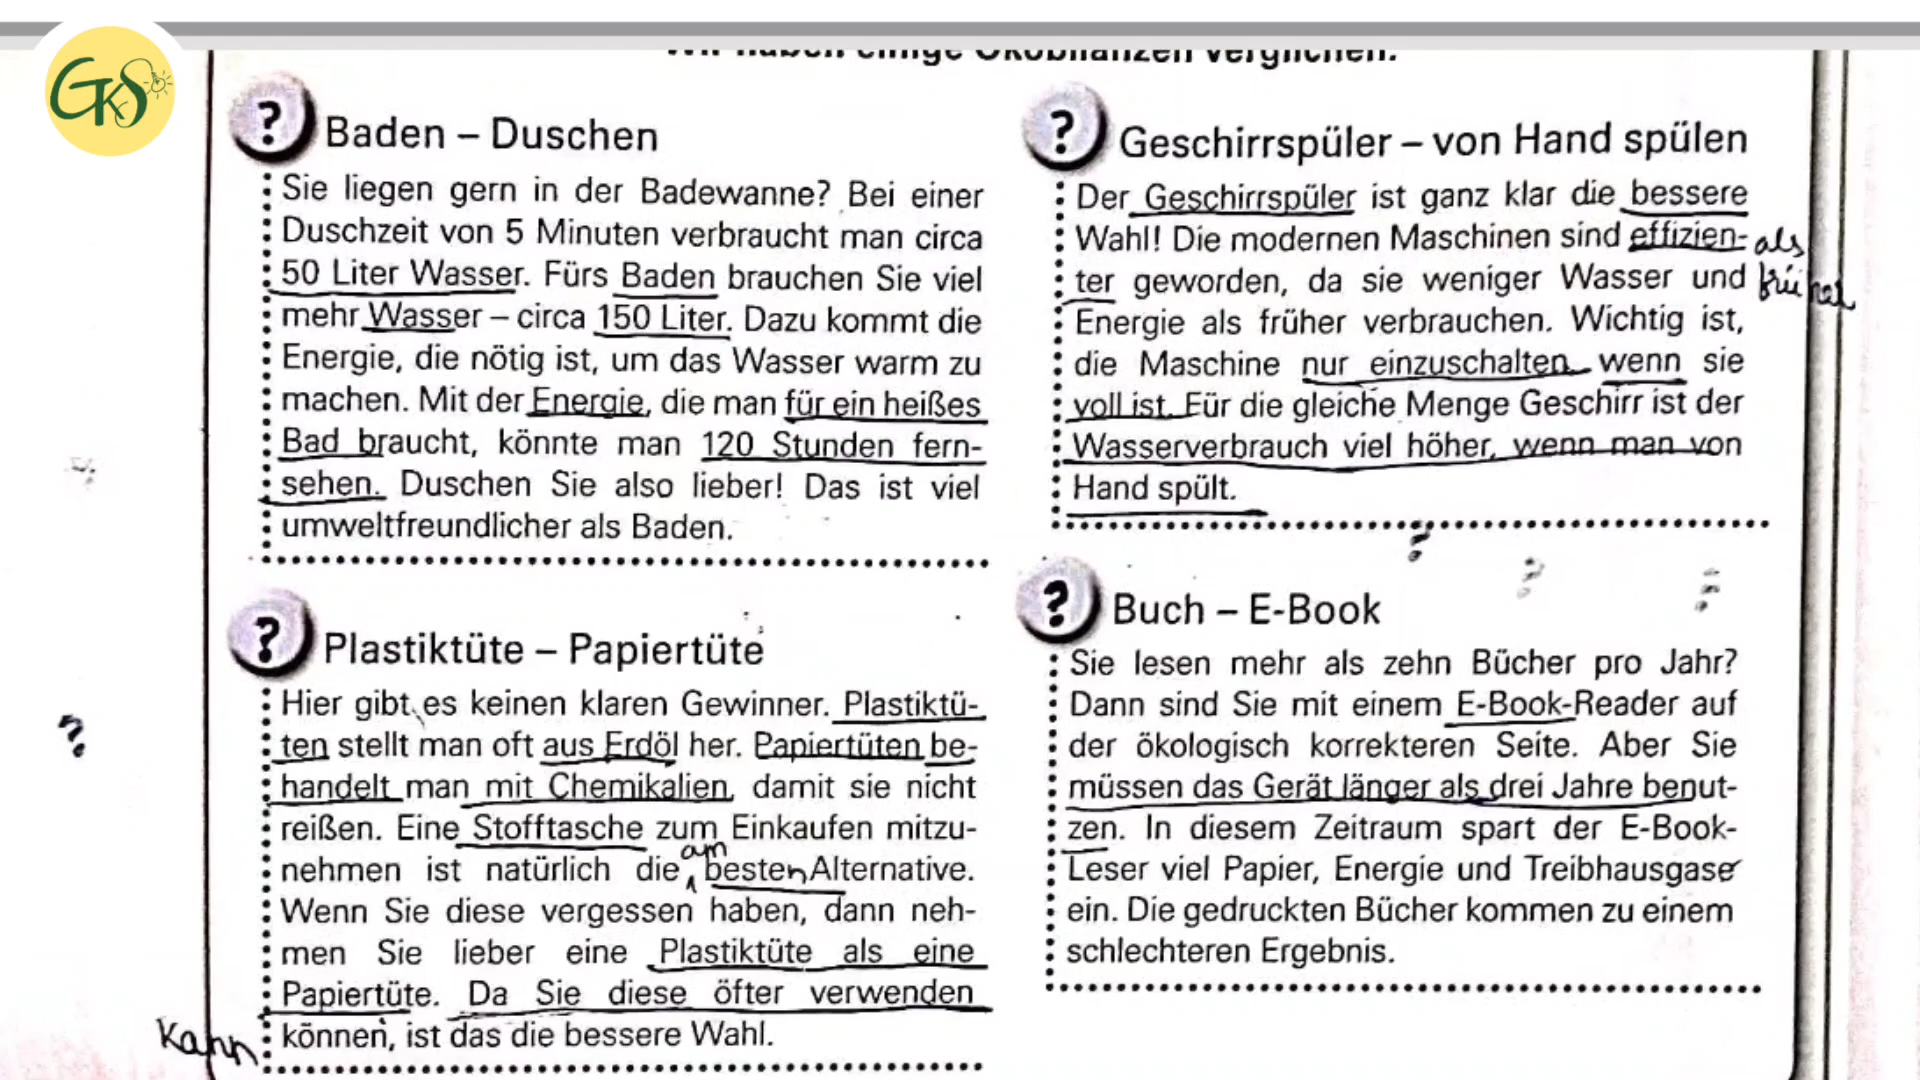 GKS
Wir haben einige Ökobilanzen verglichen.
? Baden – Duschen
Sie liegen gern in der Badewanne? Bei einer
Duschzeit von 5 Minuten verbraucht man circa
50 Liter Wasser. Fürs Baden brauchen Sie viel
mehr Wasser – circa 150 Liter. Dazu kommt die
Energie, die nötig ist, um das Wasser warm zu
machen. Mit der Energie, die man für ein heißes
Bad braucht, könnte man 120 Stunden fern-
sehen. Duschen Sie also lieber! Das ist viel
umweltfreundlicher als Baden.
? Plastiktüte – Papiertüte
Hier gibt es keinen klaren Gewinner. Plastiktü-
ten stellt man oft aus Erdöl her. Papiertüten be-
handelt man mit Chemikalien, damit sie nicht
reißen. Eine Stofftasche zum Einkaufen mitzu-
am
nehmen ist natürlich die besten Alternative.
Wenn Sie diese vergessen haben, dann neh-
men Sie lieber eine Plastiktüte als eine
Papiertüte. Da Sie diese öfter verwenden
kann können, ist das die bessere Wahl.
? Geschirrspüler – von Hand spülen
Der Geschirrspüler ist ganz klar die bessere
Wahl! Die modernen Maschinen sind effizien- als
ter geworden, da sie weniger Wasser und früher
Energie als früher verbrauchen. Wichtig ist,
die Maschine nur einzuschalten, wenn sie
voll ist. Für die gleiche Menge Geschirr ist der
Wasserverbrauch viel höher, wenn man von
Hand spült.
? Buch – E-Book
Sie lesen mehr als zehn Bücher pro Jahr?
Dann sind Sie mit einem E-Book-Reader auf
der ökologisch korrekteren Seite. Aber Sie
müssen das Gerät länger als drei Jahre benut-
zen. In diesem Zeitraum spart der E-Book-
Leser viel Papier, Energie und Treibhausgase
ein. Die gedruckten Bücher kommen zu einem
schlechteren Ergebnis.